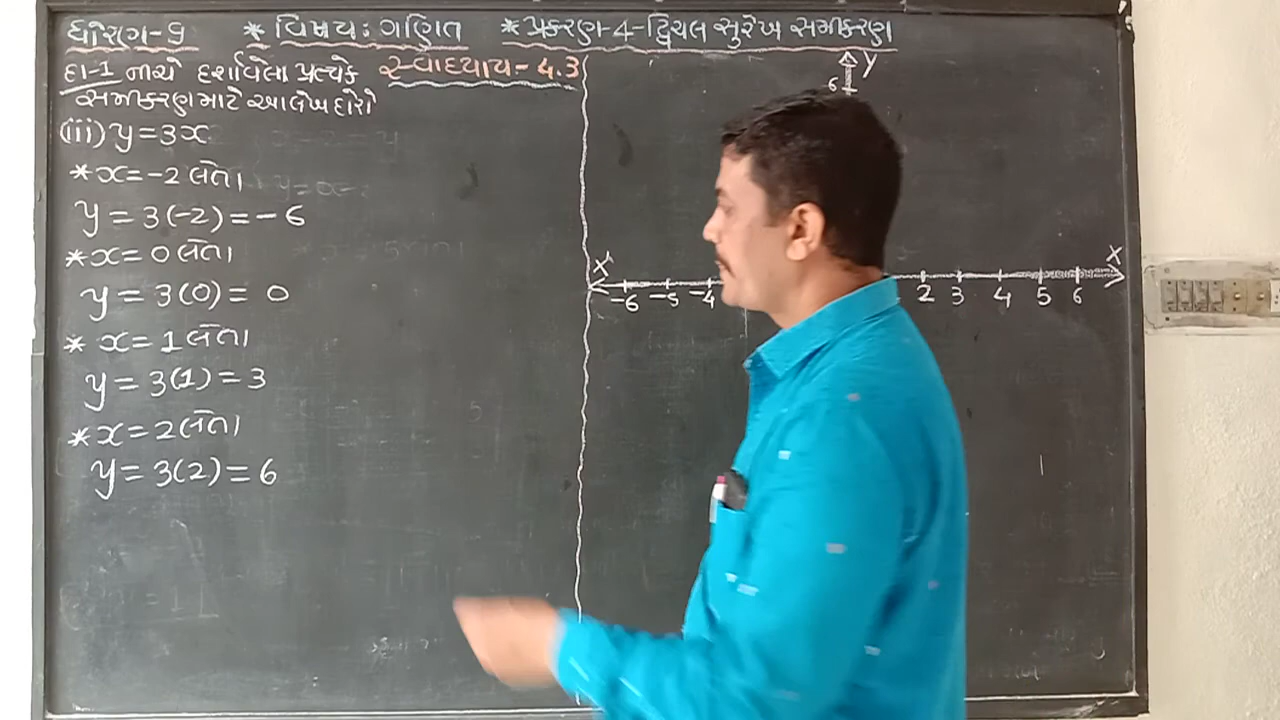 ધોરણ-9 * વિષય: ગણિત * પ્રકરણ-4-દ્વિચલ સુરેખ સમીકરણ
દા-1 નીચે દર્શાવેલા પ્રત્યેક સ્વાધ્યાય-4.3
સમીકરણ માટે આલેખ દોરો
(iii) y=3x
* x=-2 લેતા
y = 3(-2) = -6
* x = 0 લેતા
y = 3(0) = 0
* x = 1 લેતા
y = 3(1) = 3
* x = 2 લેતા
y = 3(2) = 6
Y
6
X' X
-6 -5 -4 2 3 4 5 6